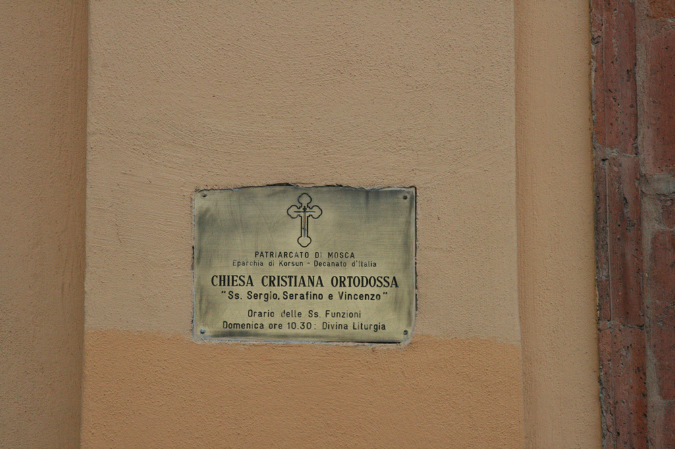 PATRIARCATO DI MOSCA
Eparchia di Korsun - Decanato d'Italia
CHIESA CRISTIANA ORTODOSSA
"Ss. Sergio, Serafino e Vincenzo"
Orario delle Ss. Funzioni
Domenica ore 10.30: Divina Liturgia